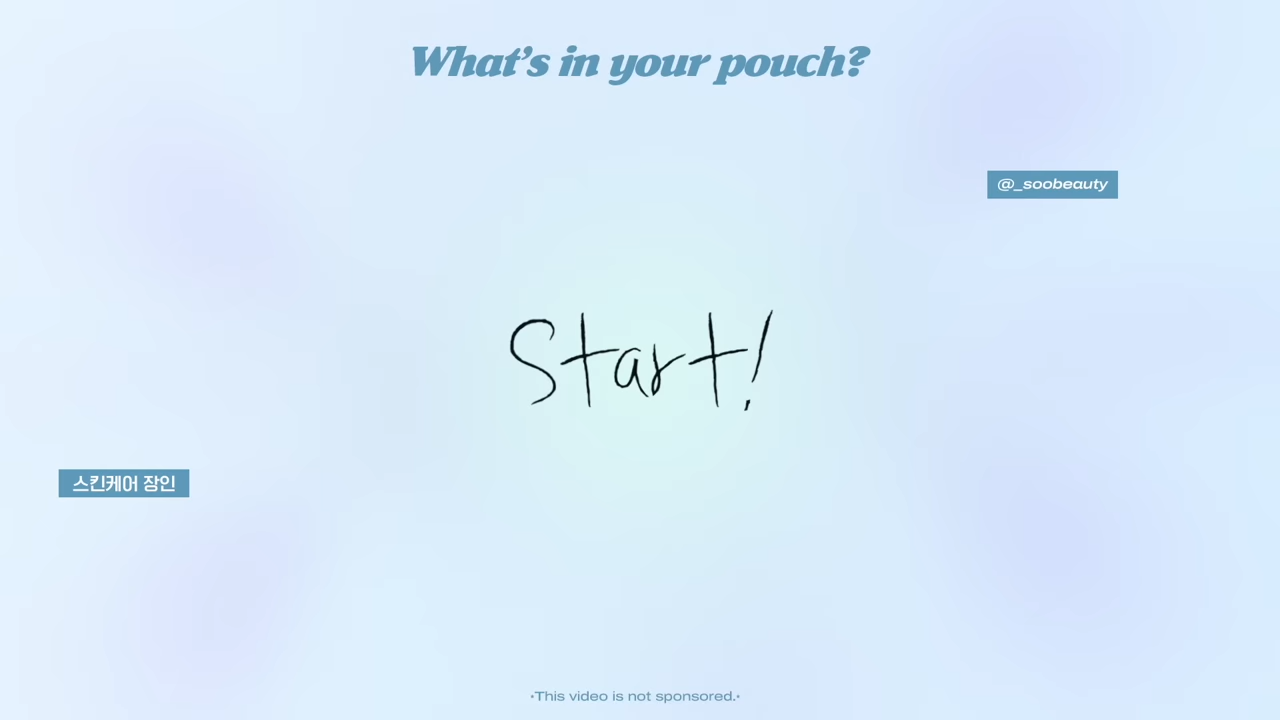 What's in your pouch?
@_soobeauty
Start!
스킨케어 장인
•This video is not sponsored.•